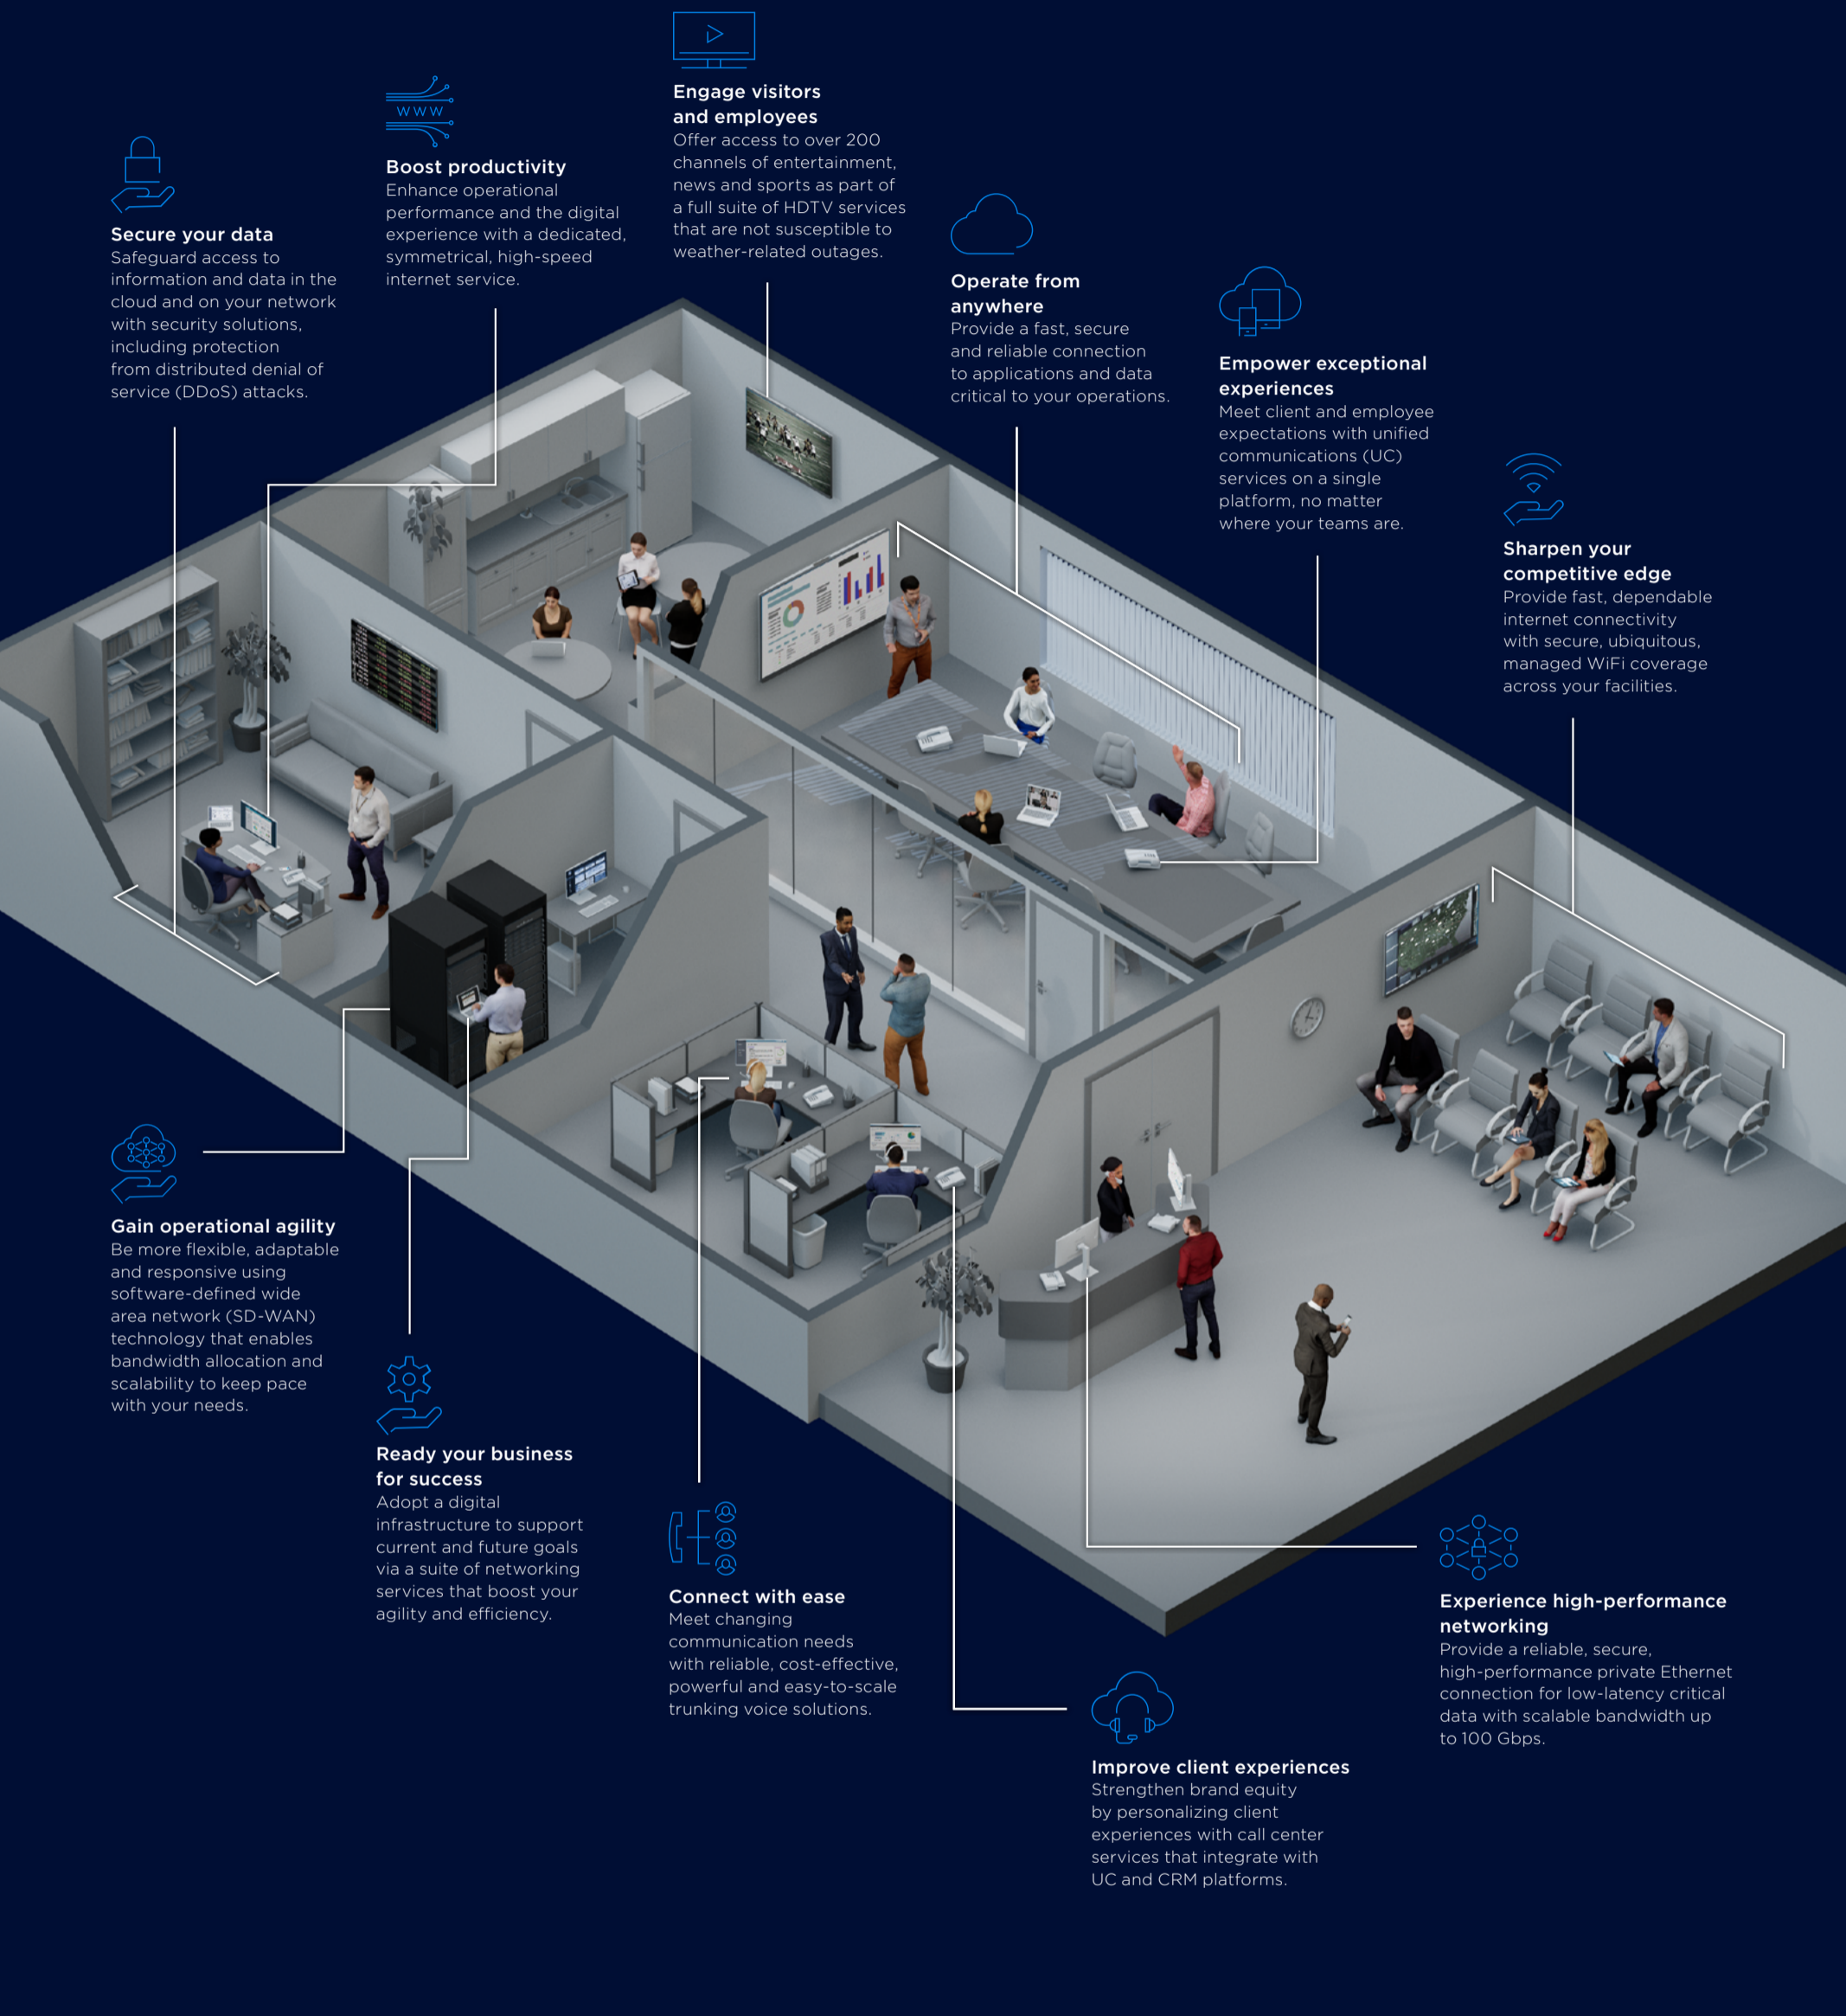 Engage visitors
and employees
Offer access to over 200
channels of entertainment,
news and sports as part of
a full suite of HDTV services
that are not susceptible to
weather-related outages.
WWW
Boost productivity
Enhance operational
performance and the digital
experience with a dedicated,
symmetrical, high-speed
internet service.
Secure your data
Safeguard access to
information and data in the
cloud and on your network
with security solutions,
including protection
from distributed denial of
service (DDoS) attacks.
Operate from
anywhere
Provide a fast, secure
and reliable connection
to applications and data
critical to your operations.
Empower exceptional
experiences
Meet client and employee
expectations with unified
communications (UC)
services on a single
platform, no matter
where your teams are.
Sharpen your
competitive edge
Provide fast, dependable
internet connectivity
with secure, ubiquitous,
managed WiFi coverage
across your facilities.
Gain operational agility
Be more flexible, adaptable
and responsive using
software-defined wide
area network (SD-WAN)
technology that enables
bandwidth allocation and
scalability to keep pace
with your needs.
Ready your business
for success
Adopt a digital
infrastructure to support
current and future goals
via a suite of networking
services that boost your
agility and efficiency.
Connect with ease
Meet changing
communication needs
with reliable, cost-effective,
powerful and easy-to-scale
trunking voice solutions.
Improve client experiences
Strengthen brand equity
by personalizing client
experiences with call center
services that integrate with
UC and CRM platforms.
Experience high-performance
networking
Provide a reliable, secure,
high-performance private Ethernet
connection for low-latency critical
data with scalable bandwidth up
to 100 Gbps.